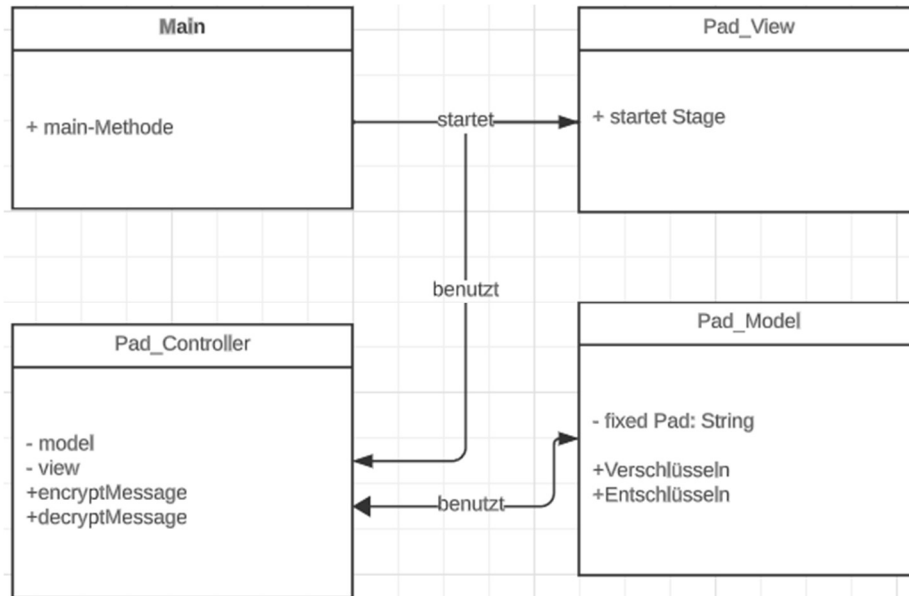 Main
+ main-Methode
startet
Pad_View
+ startet Stage
benutzt
Pad_Controller
- model
- view
+encryptMessage
+decryptMessage
benutzt
Pad_Model
- fixed Pad: String
+Verschlüsseln
+Entschlüsseln